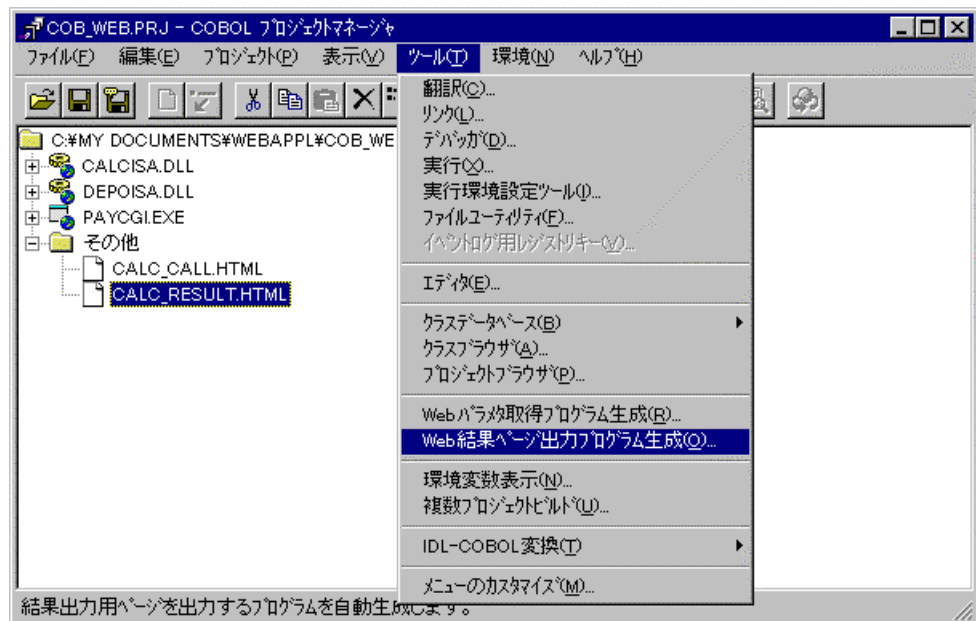 COB_WEB.PRJ - COBOL ﾌﾟﾛｼﾞｪｸﾄﾏﾈｰｼﾞｬ
ﾌｧｲﾙ(F) 編集(E) ﾌﾟﾛｼﾞｪｸﾄ(P) 表示(V) ﾂｰﾙ(T) 環境(N) ﾍﾙﾌﾟ(H)
C:¥MY DOCUMENTS¥WEBAPPL¥COB_WE
CALCISA.DLL
DEPOISA.DLL
PAYCGI.EXE
その他
CALC_CALL.HTML
CALC_RESULT.HTML
翻訳(C)...
ﾘﾝｸ(L)...
ﾃﾞﾊﾞｯｶﾞ(D)...
実行(X)...
実行環境設定ﾂｰﾙ(I)...
ﾌｧｲﾙﾕｰﾃｨﾘﾃｨ(F)...
ｲﾍﾞﾝﾄﾛｸﾞ用ﾚｼﾞｽﾄﾘｷｰ(V)...
ｴﾃﾞｨﾀ(E)...
ｸﾗｽﾃﾞｰﾀﾍﾞｰｽ(B)
ｸﾗｽﾌﾞﾗｳｻﾞ(A)...
ﾌﾟﾛｼﾞｪｸﾄﾌﾞﾗｳｻﾞ(P)...
Webﾊﾟﾗﾒﾀ取得ﾌﾟﾛｸﾞﾗﾑ生成(R)...
Web結果ﾍﾟｰｼﾞ出力ﾌﾟﾛｸﾞﾗﾑ生成(O)...
環境変数表示(N)...
複数ﾌﾟﾛｼﾞｪｸﾄﾋﾞﾙﾄﾞ(U)...
IDL-COBOL変換(T)
ﾒﾆｭｰのｶｽﾀﾏｲｽﾞ(M)...
結果出力用ﾍﾟｰｼﾞを出力するﾌﾟﾛｸﾞﾗﾑを自動生成します。